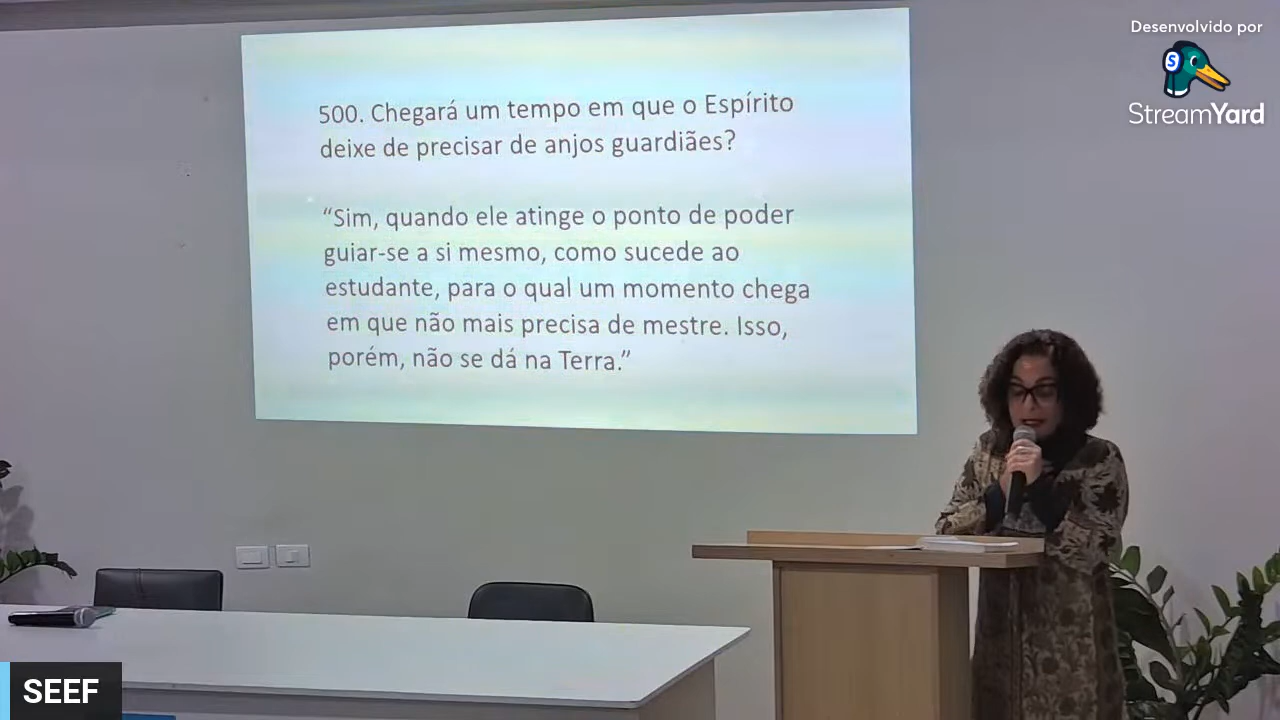 Desenvolvido por
StreamYard
500. Chegará um tempo em que o Espírito
deixe de precisar de anjos guardiães?
“Sim, quando ele atinge o ponto de poder
guiar-se a si mesmo, como sucede ao
estudante, para o qual um momento chega
em que não mais precisa de mestre. Isso,
porém, não se dá na Terra.”
SEEF